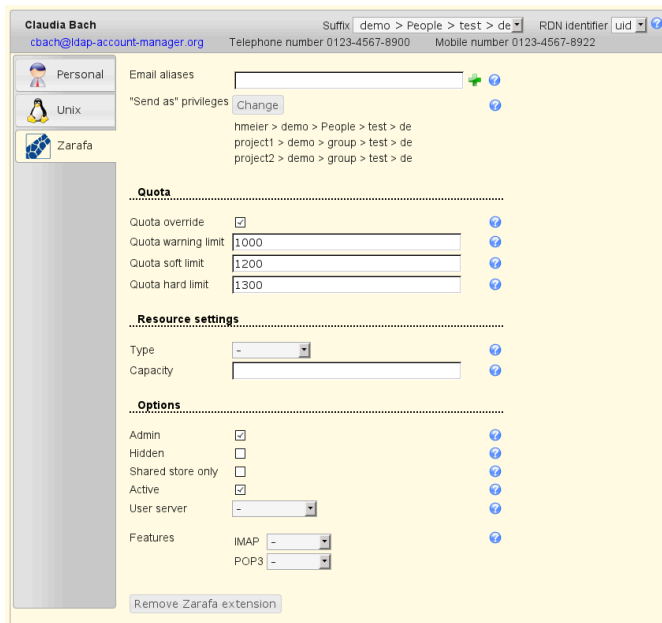 Claudia Bach Suffix demo > People > test > de RDN identifier uid
cbach@ldap-account-manager.org Telephone number 0123-4567-8900 Mobile number 0123-4567-8922
Personal
Unix
Zarafa
Email aliases
"Send as" privileges Change
hmeier > demo > People > test > de
project1 > demo > group > test > de
project2 > demo > group > test > de
Quota
Quota override
Quota warning limit 1000
Quota soft limit 1200
Quota hard limit 1300
Resource settings
Type -
Capacity
Options
Admin
Hidden
Shared store only
Active
User server -
Features IMAP -
POP3 -
Remove Zarafa extension